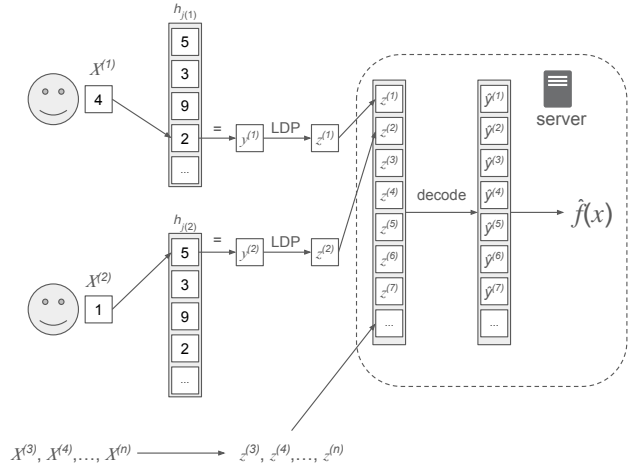 h_{j(1)}
5
3
9
2
...
X^{(1)}
4
= y^{(1)} LDP z^{(1)}
h_{j(2)}
5
3
9
2
...
X^{(2)}
1
= y^{(2)} LDP z^{(2)}
server
z^{(1)}
z^{(2)}
z^{(3)}
z^{(4)}
z^{(5)}
z^{(6)}
z^{(7)}
...
decode
ŷ^{(1)}
ŷ^{(2)}
ŷ^{(3)}
ŷ^{(4)}
ŷ^{(5)}
ŷ^{(6)}
ŷ^{(7)}
...
f̂(x)
X^{(3)}, X^{(4)},..., X^{(n)} z^{(3)}, z^{(4)},..., z^{(n)}